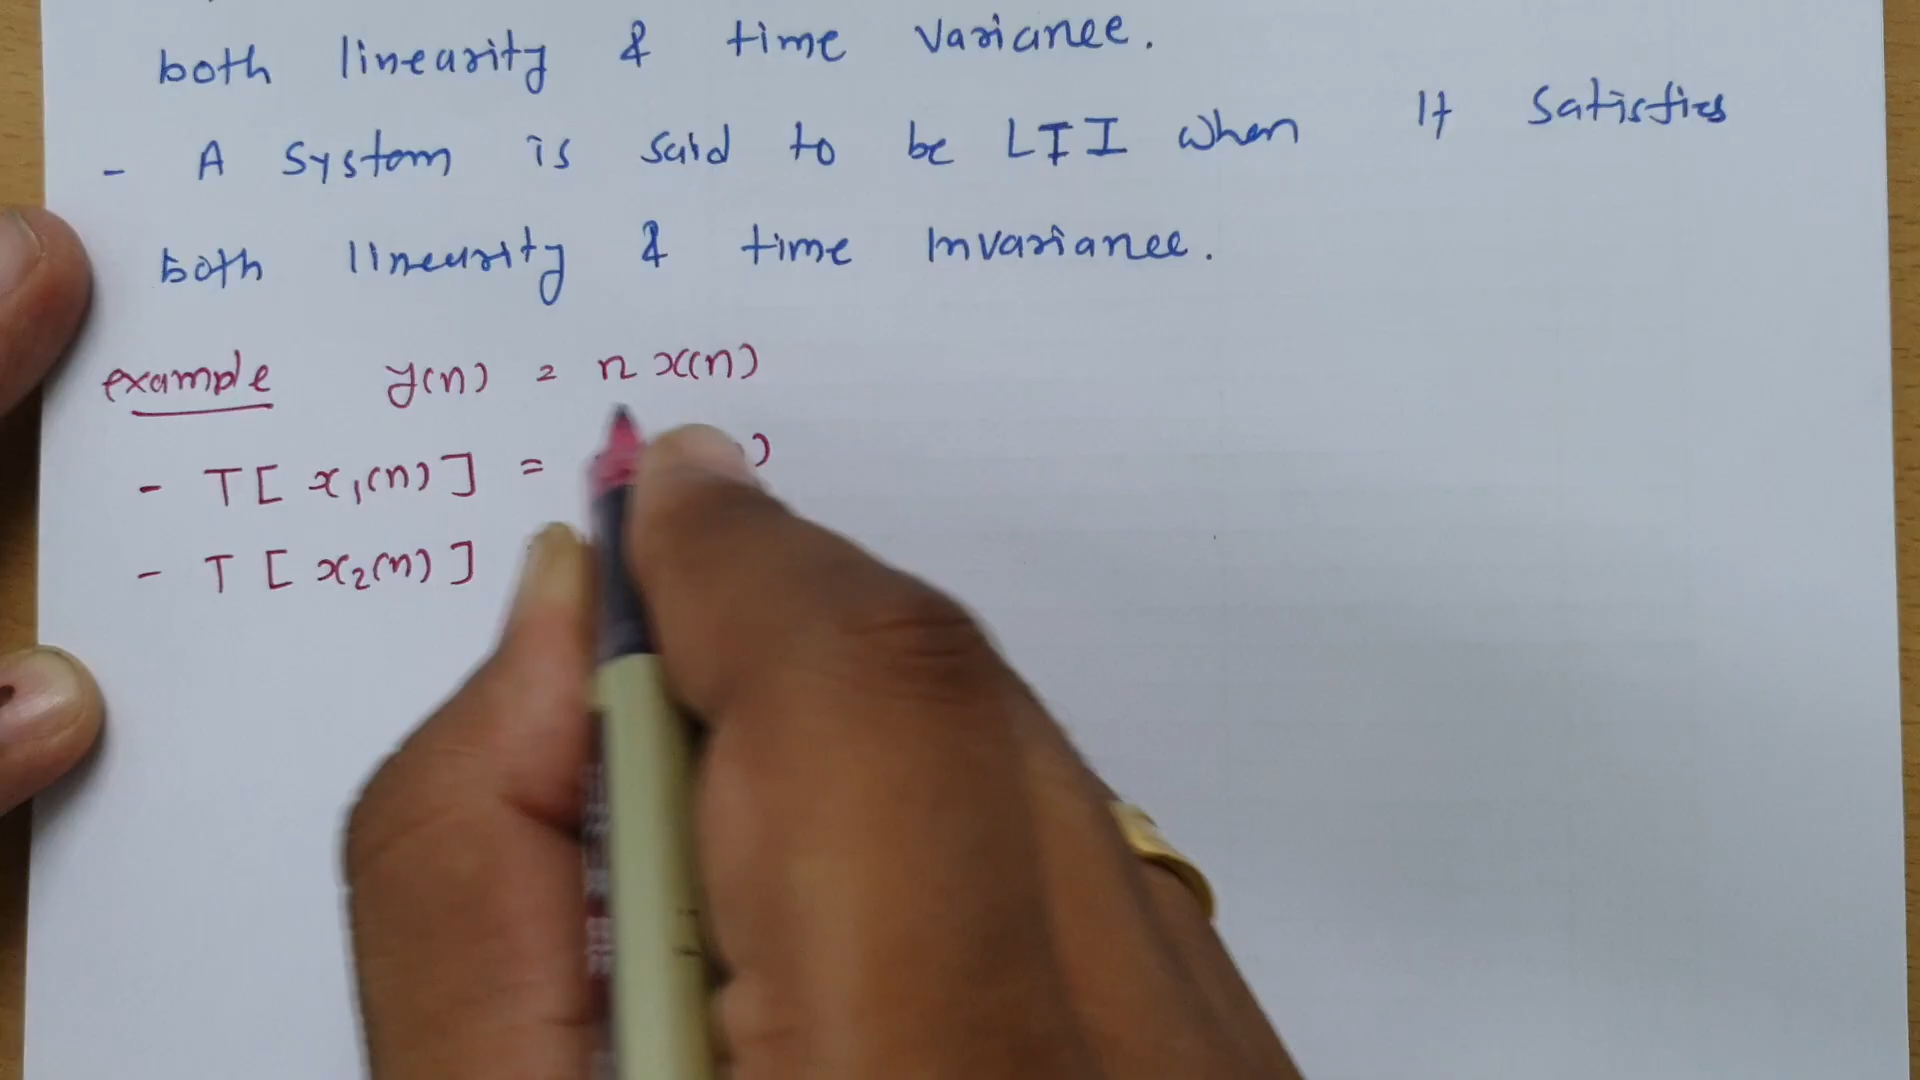 both linearity & time Variance.
- A System is said to be LTI when It Satisfies
both linearity & time Invariance.
example y(n) = n x(n)
- T[ x₁(n) ] = )
- T [ x₂(n) ]